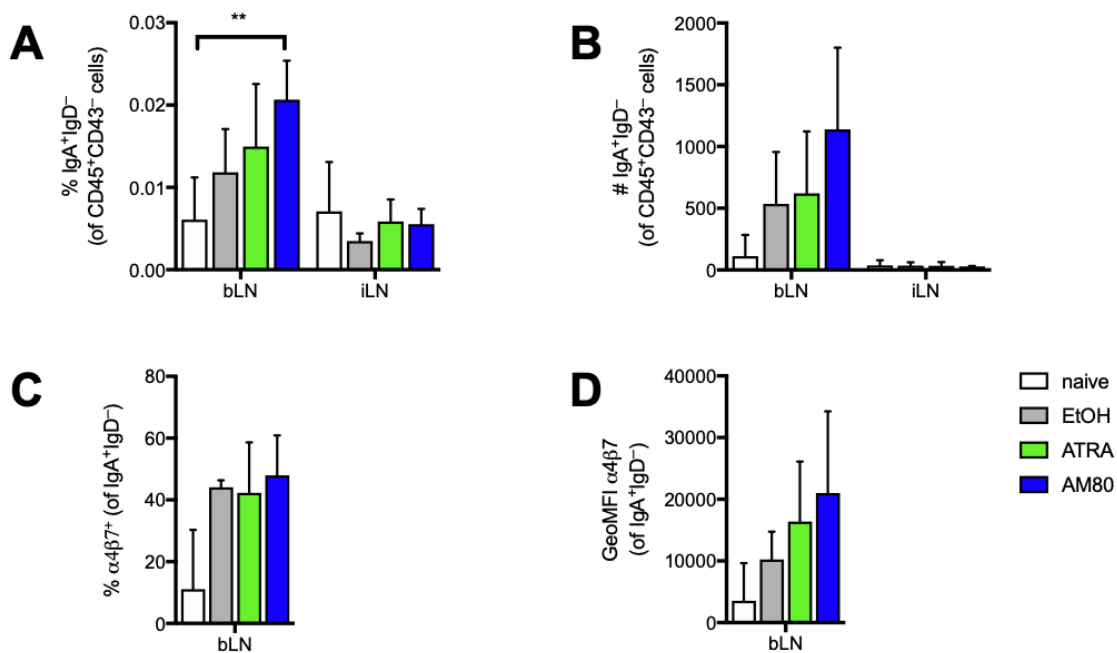 A
% IgA⁺IgD⁻
(of CD45⁺CD43⁻ cells)
0.03
0.02
0.01
0.00
**
bLN
iLN
B
# IgA⁺IgD⁻
(of CD45⁺CD43⁻ cells)
2000
1500
1000
500
0
bLN
iLN
C
% α4β7⁺ (of IgA⁺IgD⁻)
80
60
40
20
0
bLN
D
GeoMFI α4β7
(of IgA⁺IgD⁻)
40000
30000
20000
10000
0
bLN
naive
EtOH
ATRA
AM80